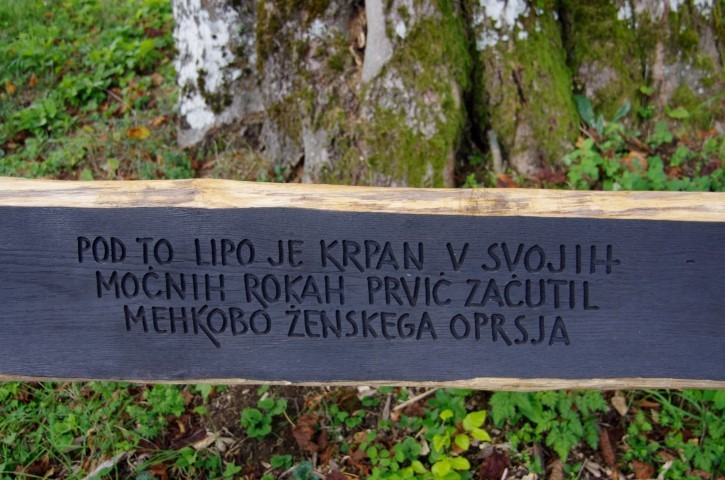 POD TO LIPO JE KRPAN V SVOJIH
MOČNIH ROKAH PRVIČ ZAČUTIL
MEHKOBO ŽENSKEGA OPRSJA